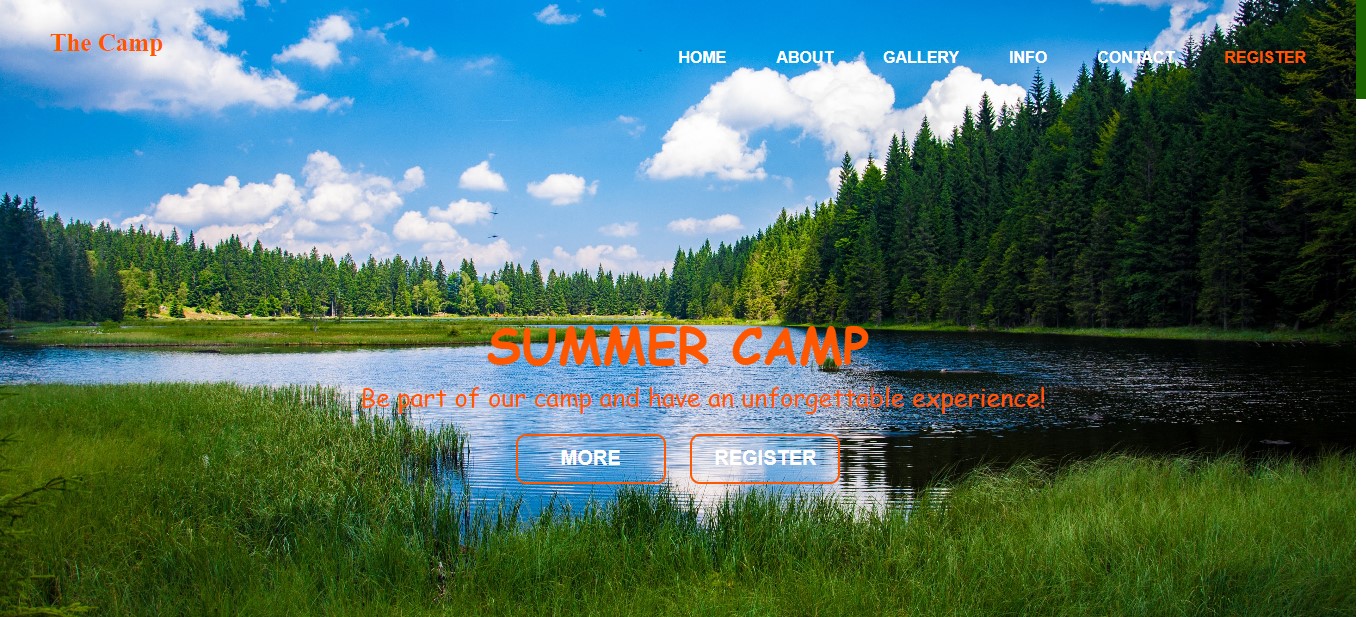 The Camp
HOME ABOUT GALLERY INFO CONTACT REGISTER
SUMMER CAMP
Be part of our camp and have an unforgettable experience!
MORE REGISTER